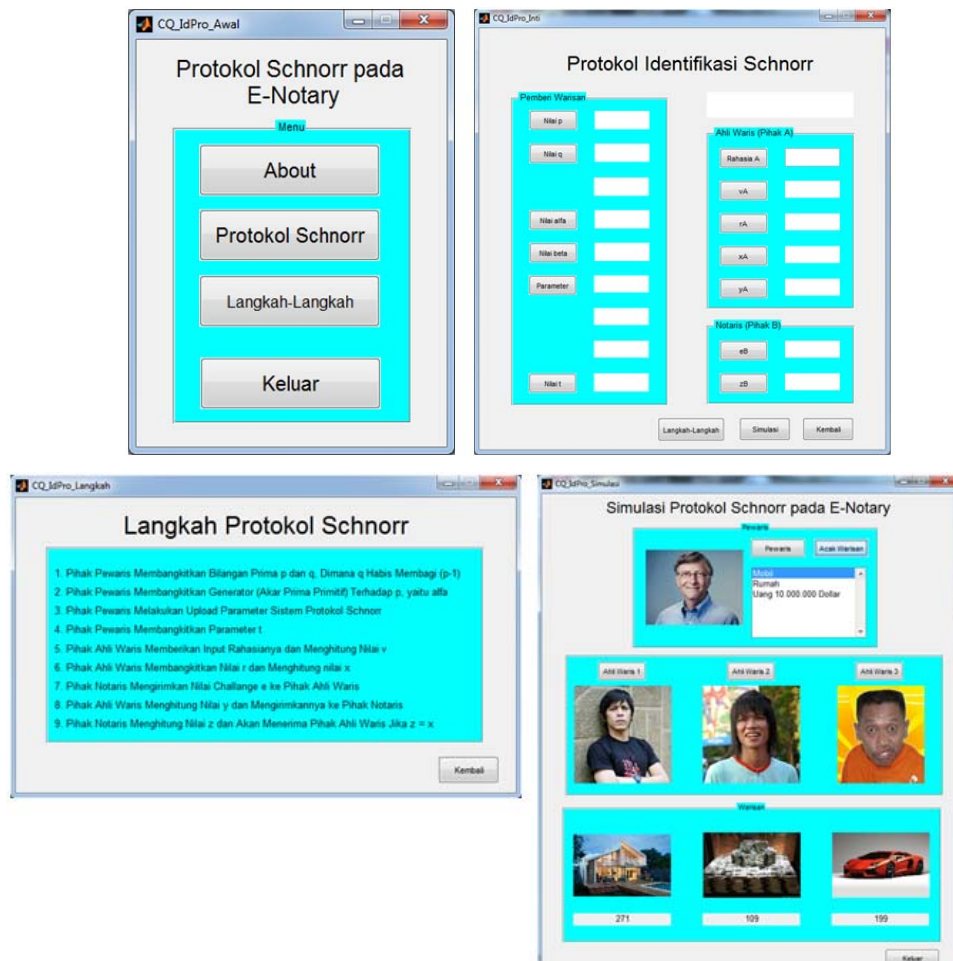 CQ_IdPro_Awal
Protokol Schnorr pada
E-Notary
Menu
About
Protokol Schnorr
Langkah-Langkah
Keluar
CQ_IdPro_Inti
Protokol Identifikasi Schnorr
Pemberi Warisan
Nilai p
Nilai q
Nilai alfa
Nilai beta
Parameter
Nilai t
Ahli Waris (Pihak A)
Rahasia A
vA
rA
xA
yA
Notaris (Pihak B)
eB
zB
Langkah-Langkah
Simulasi
Kembali
CQ_IdPro_Langkah
Langkah Protokol Schnorr
1. Pihak Pewaris Membangkitkan Bilangan Prima p dan q, Dimana q Habis Membagi (p-1)
2. Pihak Pewaris Membangkitkan Generator (Akar Prima Primitif) Terhadap p, yaitu alfa
3. Pihak Pewaris Melakukan Upload Parameter Sistem Protokol Schnorr
4. Pihak Pewaris Membangkitkan Parameter t
5. Pihak Ahli Waris Memberikan Input Rahasianya dan Menghitung Nilai v
6. Pihak Ahli Waris Membangkitkan Nilai r dan Menghitung nilai x
7. Pihak Notaris Mengirimkan Nilai Challange e ke Pihak Ahli Waris
8. Pihak Ahli Waris Menghitung Nilai y dan Mengirimkannya ke Pihak Notaris
9. Pihak Notaris Menghitung Nilai z dan Akan Menerima Pihak Ahli Waris Jika z = x
Kembali
CQ_IdPro_Simulasi
Simulasi Protokol Schnorr pada E-Notary
Pewaris
Pewaris
Acak Warisan
Mobil
Rumah
Uang 10.000.000 Dollar
Ahli Waris 1
Ahli Waris 2
Ahli Waris 3
Warisan
271
109
199
Keluar